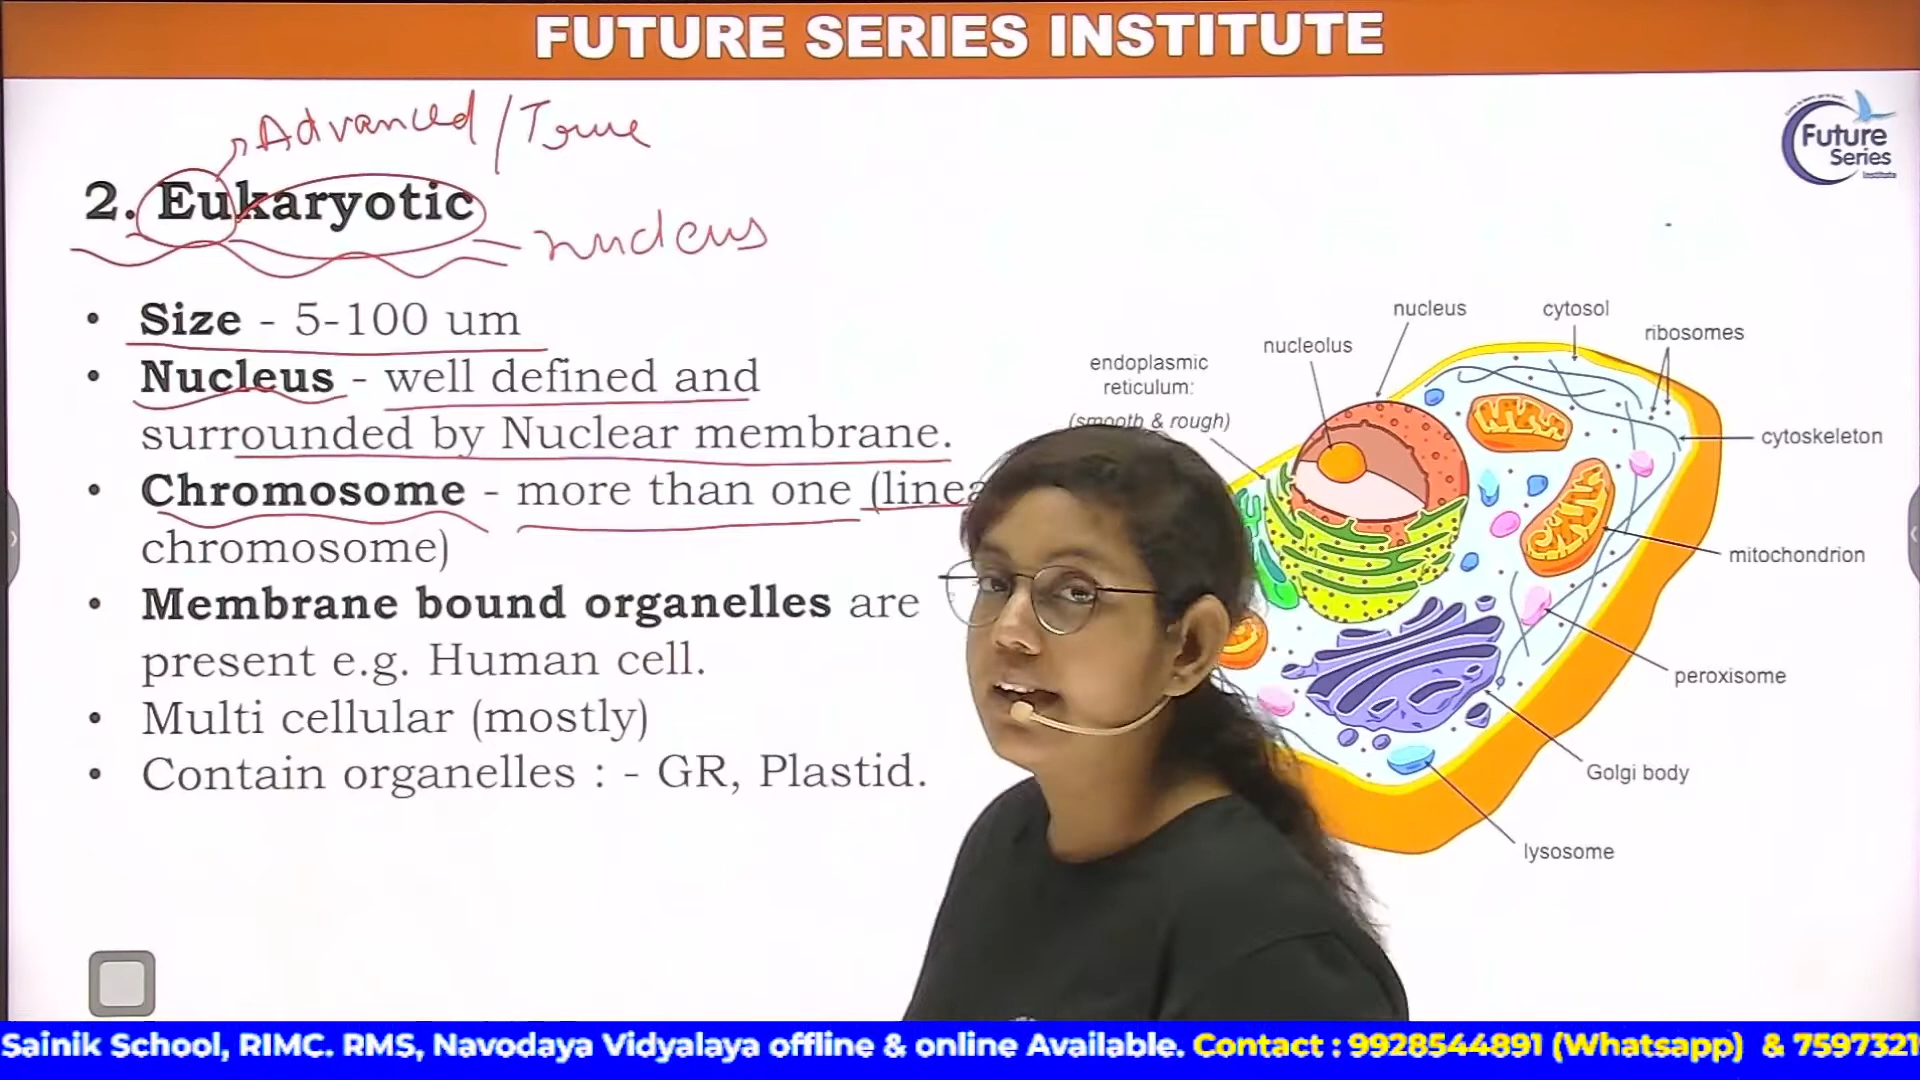 FUTURE SERIES INSTITUTE
Advanced / True
Future
Series
Institute
2. Eukaryotic
nucleus
• Size - 5-100 um
• Nucleus - well defined and
surrounded by Nuclear membrane.
• Chromosome - more than one
chromosome)
• Membrane bound organelles are
present e.g. Human cell.
• Multi cellular (mostly)
• Contain organelles : - GR, Plastid.
nucleus
cytosol
nucleolus
ribosomes
endoplasmic
reticulum:
(smooth & rough)
cytoskeleton
mitochondrion
peroxisome
Golgi body
lysosome
Sainik School, RIMC. RMS, Navodaya Vidyalaya offline & online Available. Contact : 9928544891 (Whatsapp) & 7597321